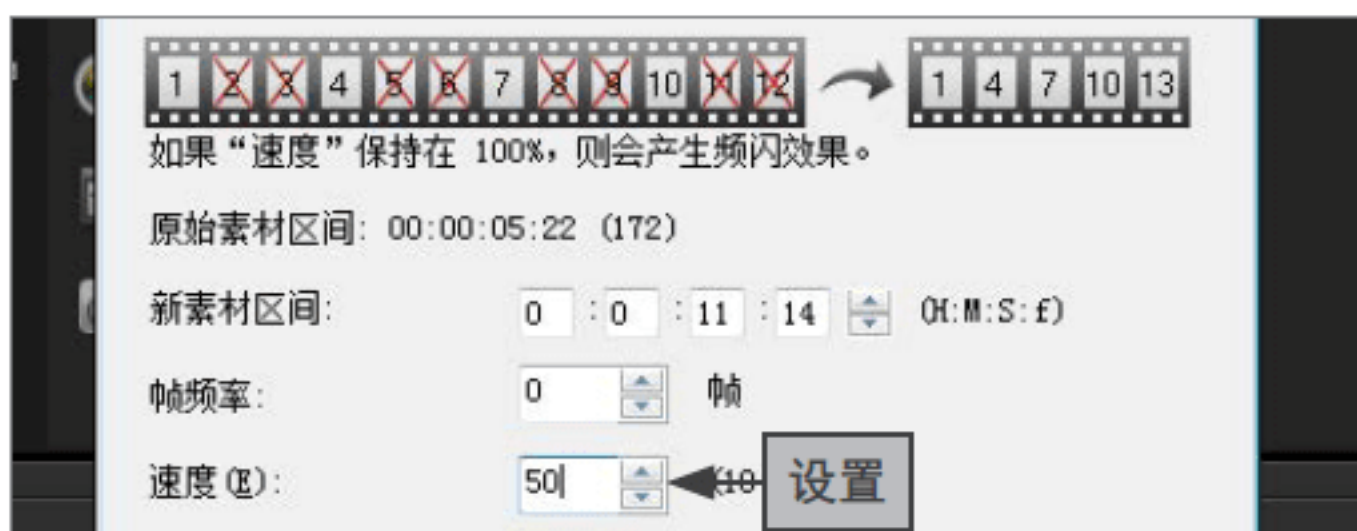 1 2 3 4 5 6 7 8 9 10 11 12 1 4 7 10 13
如果“速度”保持在 100%，则会产生频闪效果。
原始素材区间: 00:00:05:22 (172)
新素材区间: 0 : 0 : 11 : 14 (H:M:S:f)
帧频率: 0 帧
速度(E): 50 (10 设置